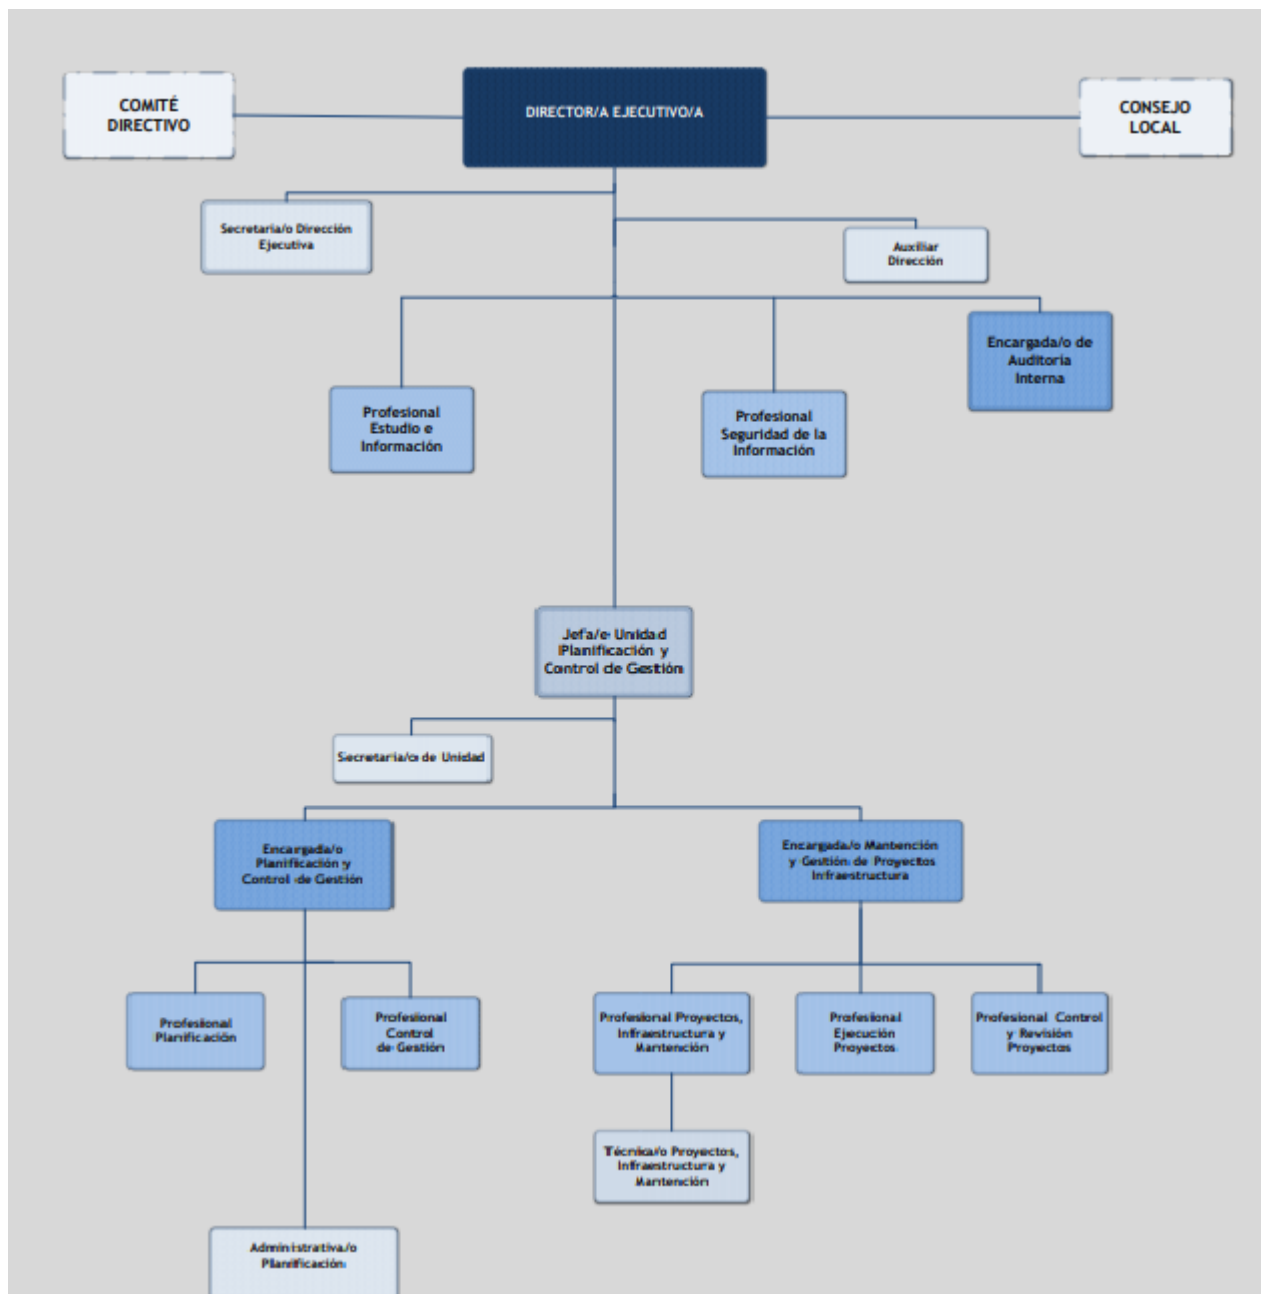 COMITÉ
DIRECTIVO
DIRECTOR/A EJECUTIVO/A
CONSEJO
LOCAL
Secretaria/o Dirección
Ejecutiva
Auxiliar
Dirección
Encargada/o de
Auditoría
Interna
Profesional
Estudio e
Información
Profesional
Seguridad de la
Información
Jefa/e Unidad
Planificación y
Control de Gestión
Secretaria/o de Unidad
Encargada/o
Planificación y
Control de Gestión
Encargada/o Mantención
y Gestión de Proyectos
Infraestructura
Profesional
Planificación
Profesional
Control
de Gestión
Profesional Proyectos,
Infraestructura y
Mantención
Profesional
Ejecución
Proyectos
Profesional Control
y Revisión
Proyectos
Técnica/o Proyectos,
Infraestructura y
Mantención
Administrativa/o
Planificación